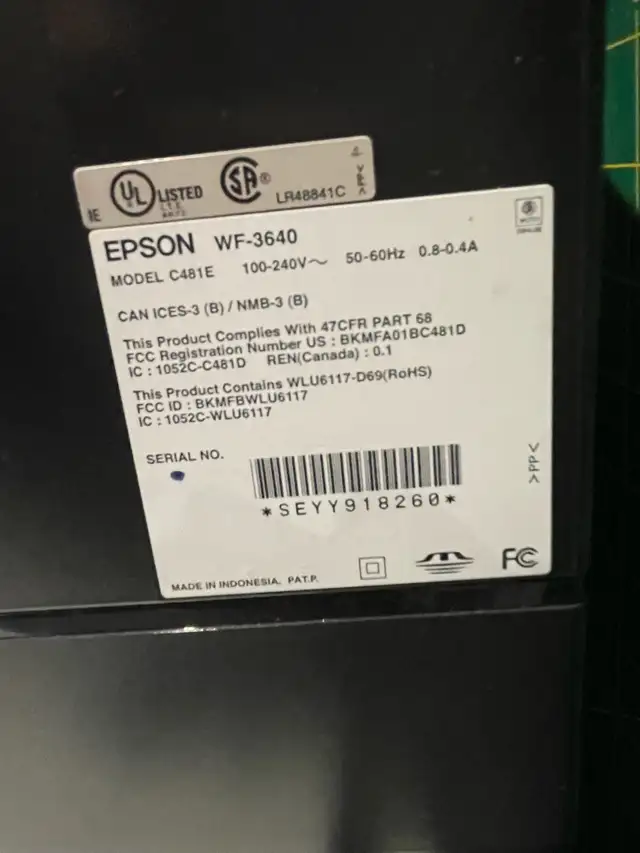 UL LISTED
I.T.E.
SA ®
LR48841C
IE
>PP<
EPSON WF-3640
MODEL C481E 100-240V～ 50-60Hz 0.8-0.4A
CAN ICES-3 (B) / NMB-3 (B)
This Product Complies With 47CFR PART 68
FCC Registration Number US : BKMFA01BC481D
IC : 1052C-C481D REN(Canada) : 0.1
This Product Contains WLU6117-D69(RoHS)
FCC ID : BKMFBWLU6117
IC : 1052C-WLU6117
SERIAL NO.
*SEYY918260*
>PP<
MADE IN INDONESIA. PAT.P.
FC